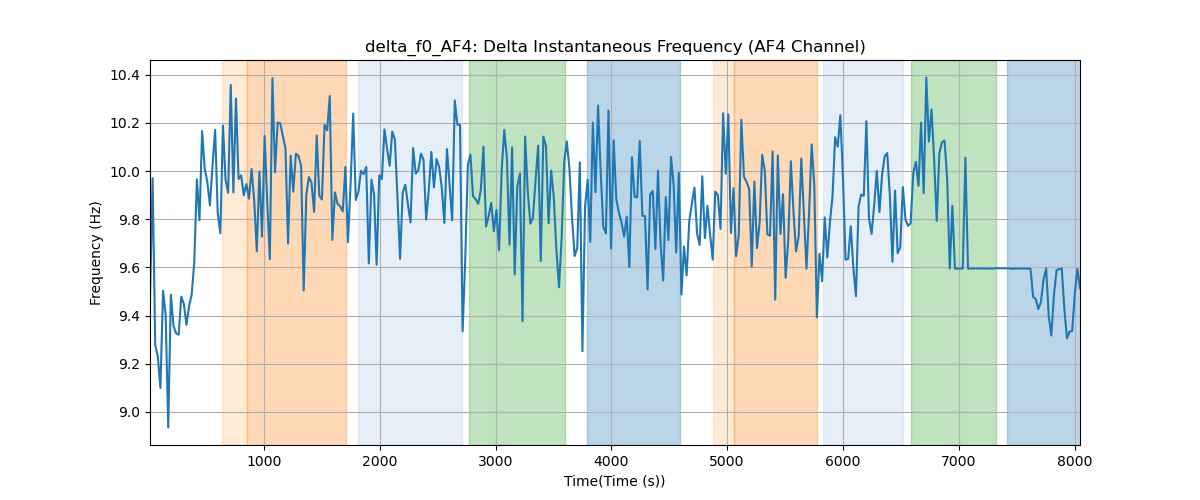 delta_f0_AF4: Delta Instantaneous Frequency (AF4 Channel)
Frequency (Hz)
10.4
10.2
10.0
9.8
9.6
9.4
9.2
9.0
1000 2000 3000 4000 5000 6000 7000 8000
Time(Time (s))